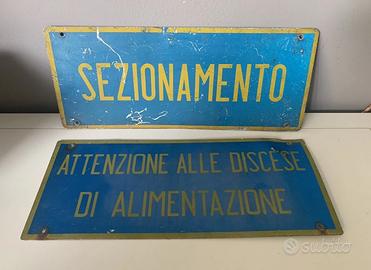 SEZIONAMENTO
ATTENZIONE ALLE DISCESE
DI ALIMENTAZIONE
subito